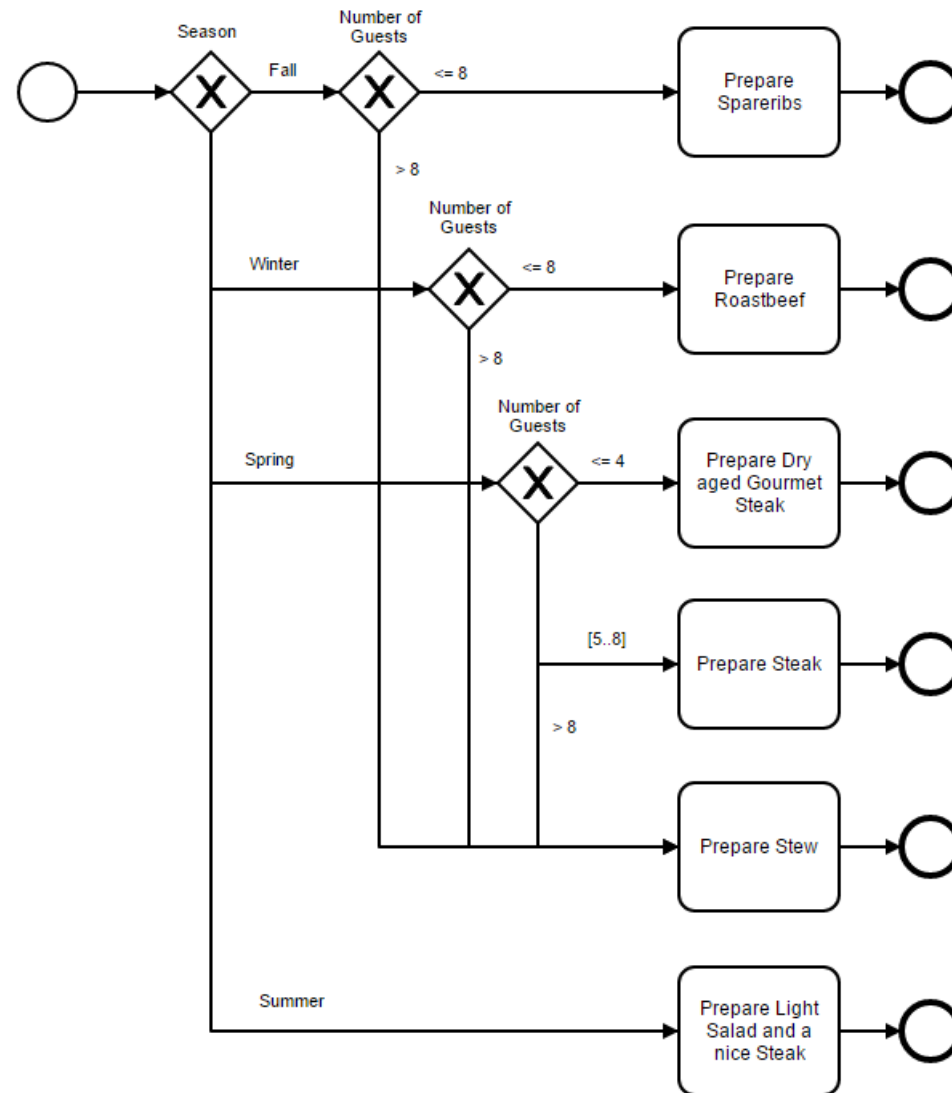 Season
Fall
Number of
Guests
<= 8
Prepare
Spareribs
> 8
Number of
Guests
Winter
<= 8
Prepare
Roastbeef
> 8
Number of
Guests
Spring
<= 4
Prepare Dry
aged Gourmet
Steak
[5..8]
Prepare Steak
> 8
Prepare Stew
Summer
Prepare Light
Salad and a
nice Steak